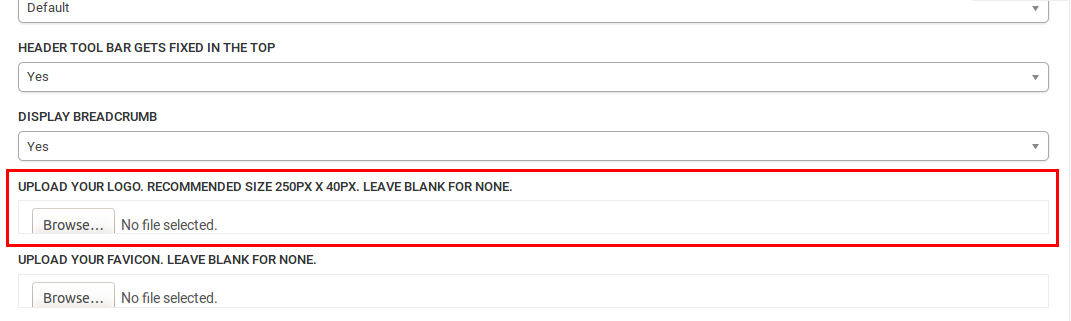 Default
HEADER TOOL BAR GETS FIXED IN THE TOP
Yes
DISPLAY BREADCRUMB
Yes
UPLOAD YOUR LOGO. RECOMMENDED SIZE 250PX X 40PX. LEAVE BLANK FOR NONE.
Browse... No file selected.
UPLOAD YOUR FAVICON. LEAVE BLANK FOR NONE.
Browse... No file selected.